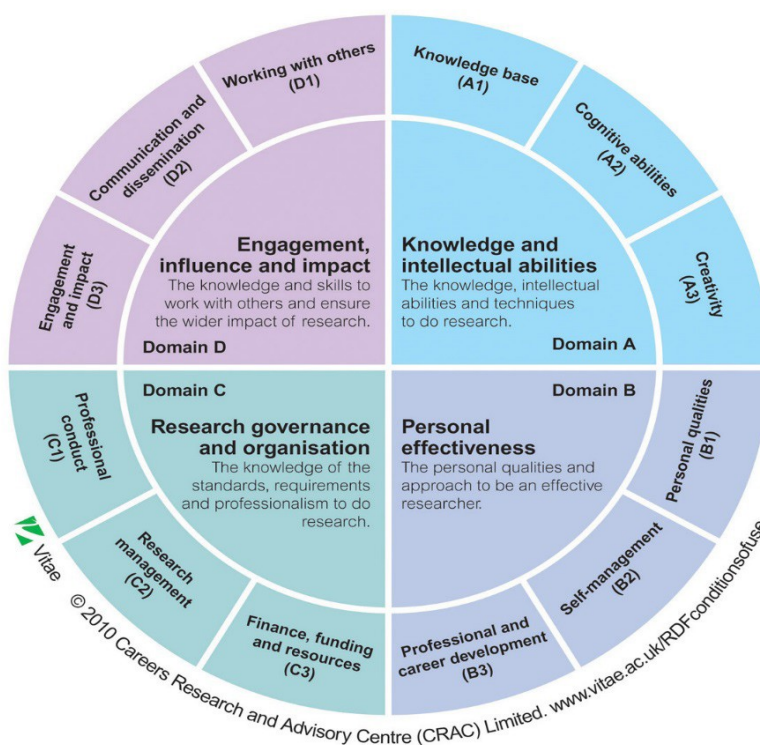 Working with others
(D1)
Knowledge base
(A1)
Communication and
dissemination
(D2)
Cognitive abilities
(A2)
Engagement
and impact
(D3)
Creativity
(A3)
Engagement,
influence and impact
The knowledge and skills to
work with others and ensure
the wider impact of research.
Domain D
Knowledge and
intellectual abilities
The knowledge, intellectual
abilities and techniques
to do research.
Domain A
Domain C
Research governance
and organisation
The knowledge of the
standards, requirements
and professionalism to do
research.
Domain B
Personal
effectiveness
The personal qualities and
approach to be an effective
researcher.
Professional
conduct
(C1)
Personal qualities
(B1)
Research
management
(C2)
Self-management
(B2)
Finance, funding
and resources
(C3)
Professional and
career development
(B3)
Vitae
© 2010 Careers Research and Advisory Centre (CRAC) Limited. www.vitae.ac.uk/RDFconditionsofuse